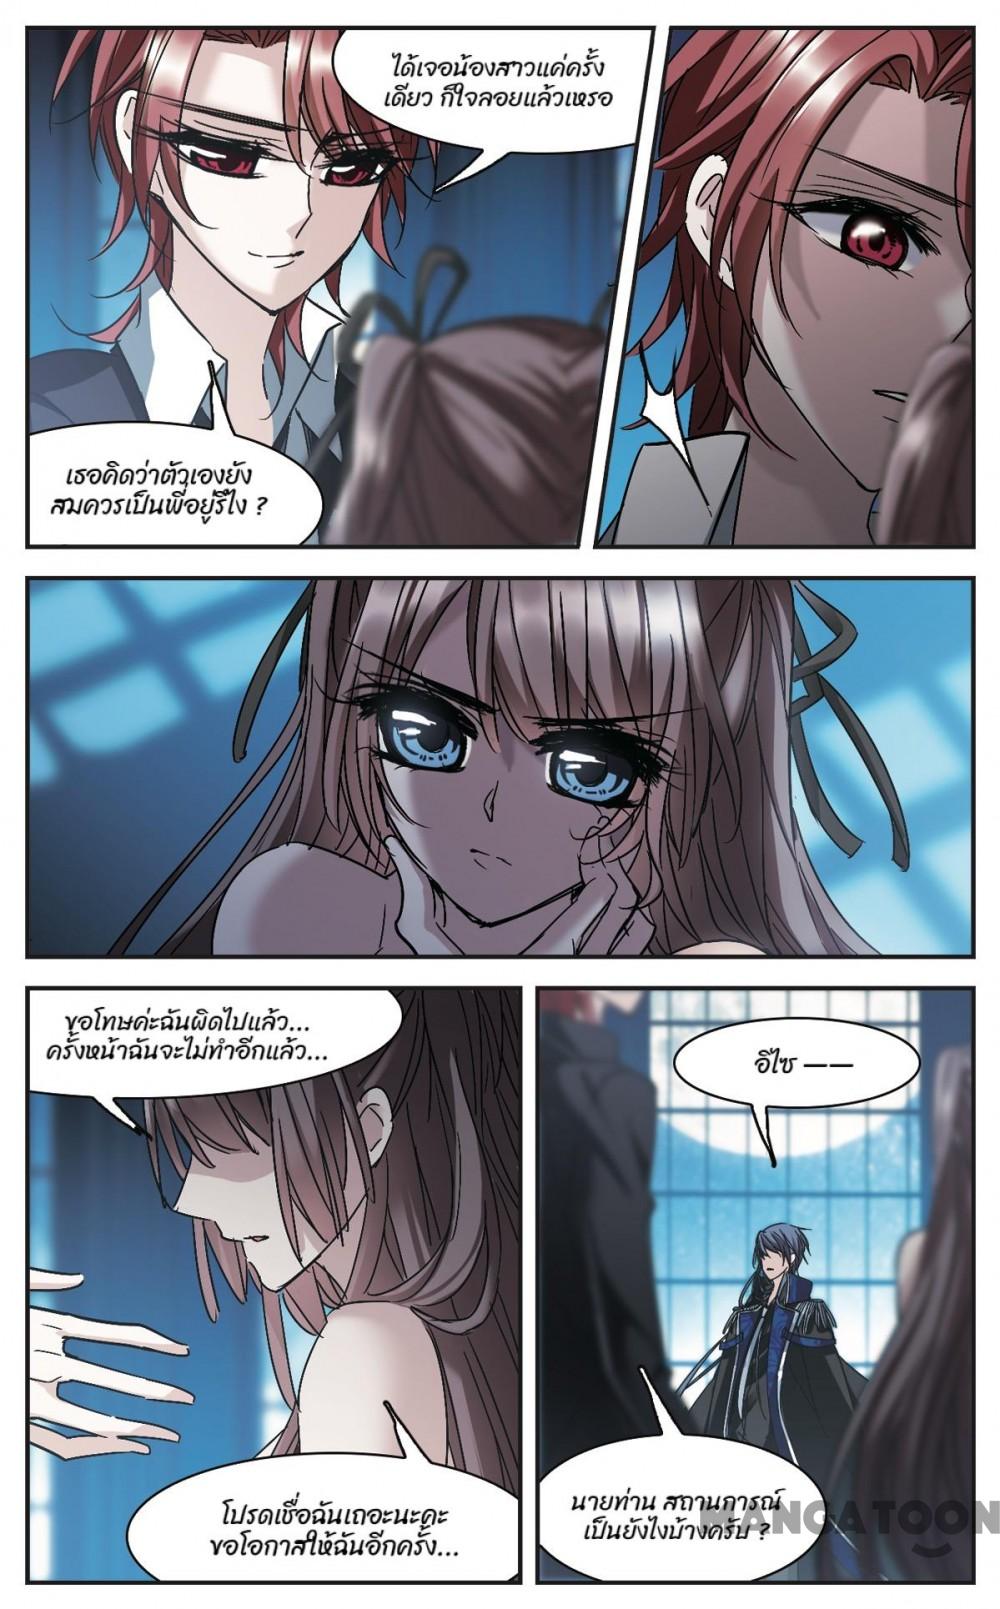 ได้เจอน้องสาวแค่ครั้ง
เดียว ก็ใจลอยแล้วเหรอ
เธอคิดว่าตัวเองยัง
สมควรเป็นพี่อยู่รึไง ?
ขอโทษค่ะฉันผิดไปแล้ว...
ครั้งหน้าฉันจะไม่ทำอีกแล้ว...
อีไซ ——
โปรดเชื่อฉันเถอะนะคะ
ขอโอกาสให้ฉันอีกครั้ง...
นายท่าน สถานการณ์
เป็นยังไงบ้างครับ ?
MANGATOON